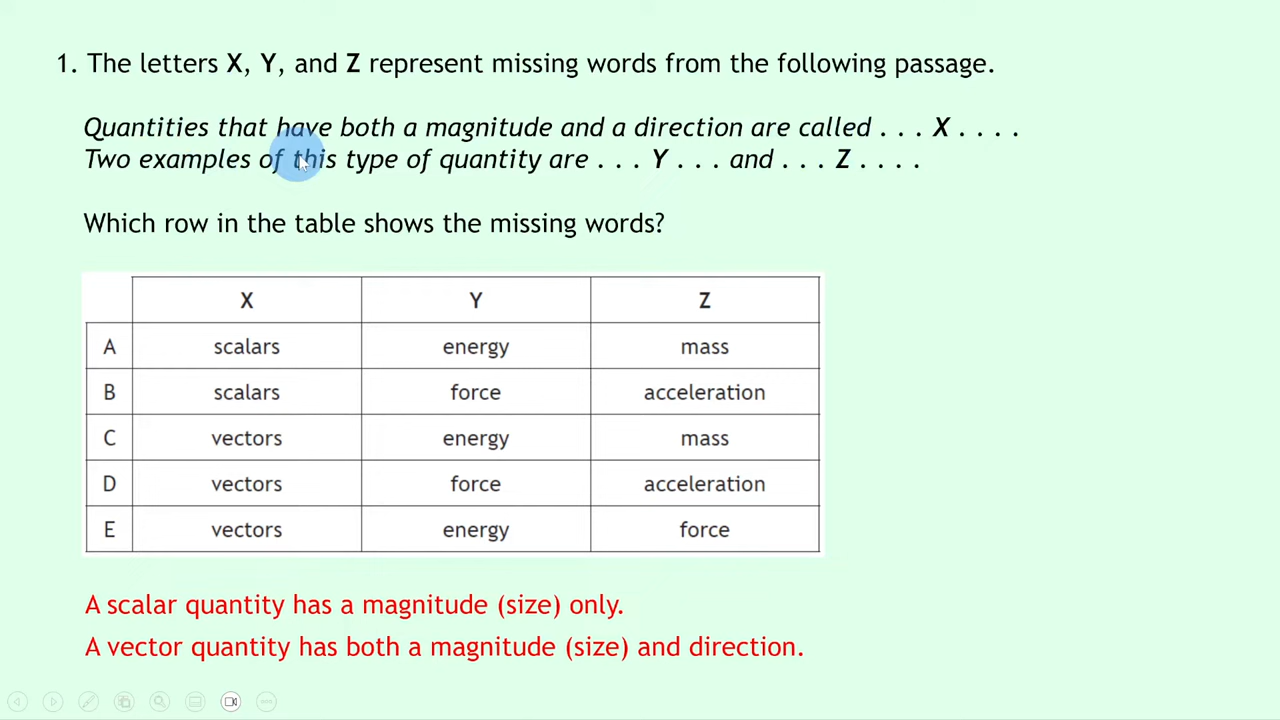 1. The letters X, Y, and Z represent missing words from the following passage.
Quantities that have both a magnitude and a direction are called . . . X . . . .
Two examples of this type of quantity are . . . Y . . . and . . . Z . . . .
Which row in the table shows the missing words?
X Y Z
A scalars energy mass
B scalars force acceleration
C vectors energy mass
D vectors force acceleration
E vectors energy force
A scalar quantity has a magnitude (size) only.
A vector quantity has both a magnitude (size) and direction.